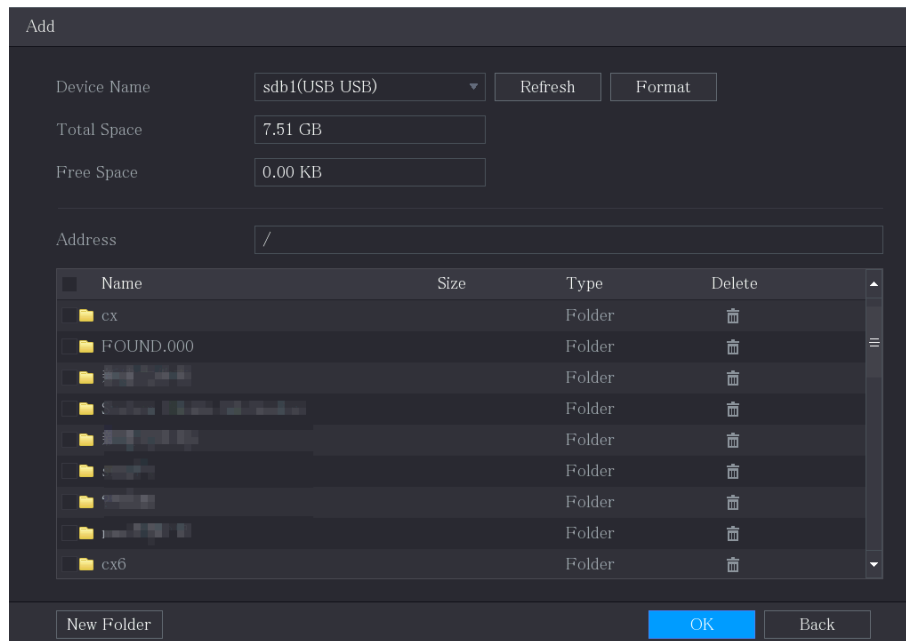 Add
Device Name sdb1(USB USB) Refresh Format
Total Space 7.51 GB
Free Space 0.00 KB
Address /
Name Size Type Delete
cx Folder
FOUND.000 Folder
Folder
Folder
Folder
Folder
Folder
Folder
cx6 Folder
New Folder OK Back